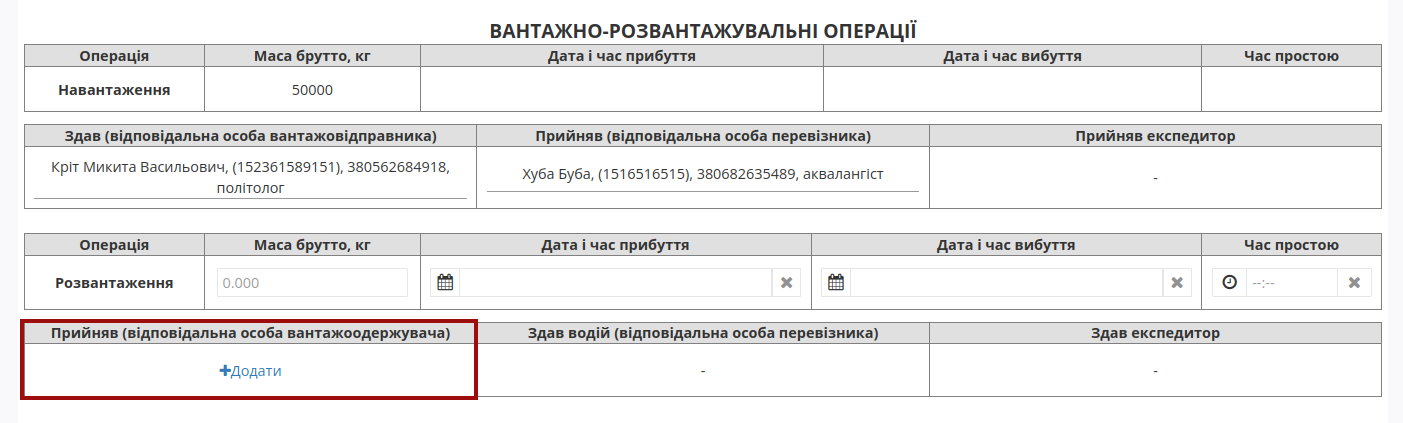 ВАНТАЖНО-РОЗВАНТАЖУВАЛЬНІ ОПЕРАЦІЇ
Операція Маса брутто, кг Дата і час прибуття Дата і час вибуття Час простою
Навантаження 50000
Здав (відповідальна особа вантажовідправника) Прийняв (відповідальна особа перевізника) Прийняв експедитор
Кріт Микита Васильович, (152361589151), 380562684918,
політолог
Хуба Буба, (1516516515), 380682635489, аквалангіст
-
Операція Маса брутто, кг Дата і час прибуття Дата і час вибуття Час простою
Розвантаження 0.000 --:--
Прийняв (відповідальна особа вантажоодержувача) Здав водій (відповідальна особа перевізника) Здав експедитор
Додати - -